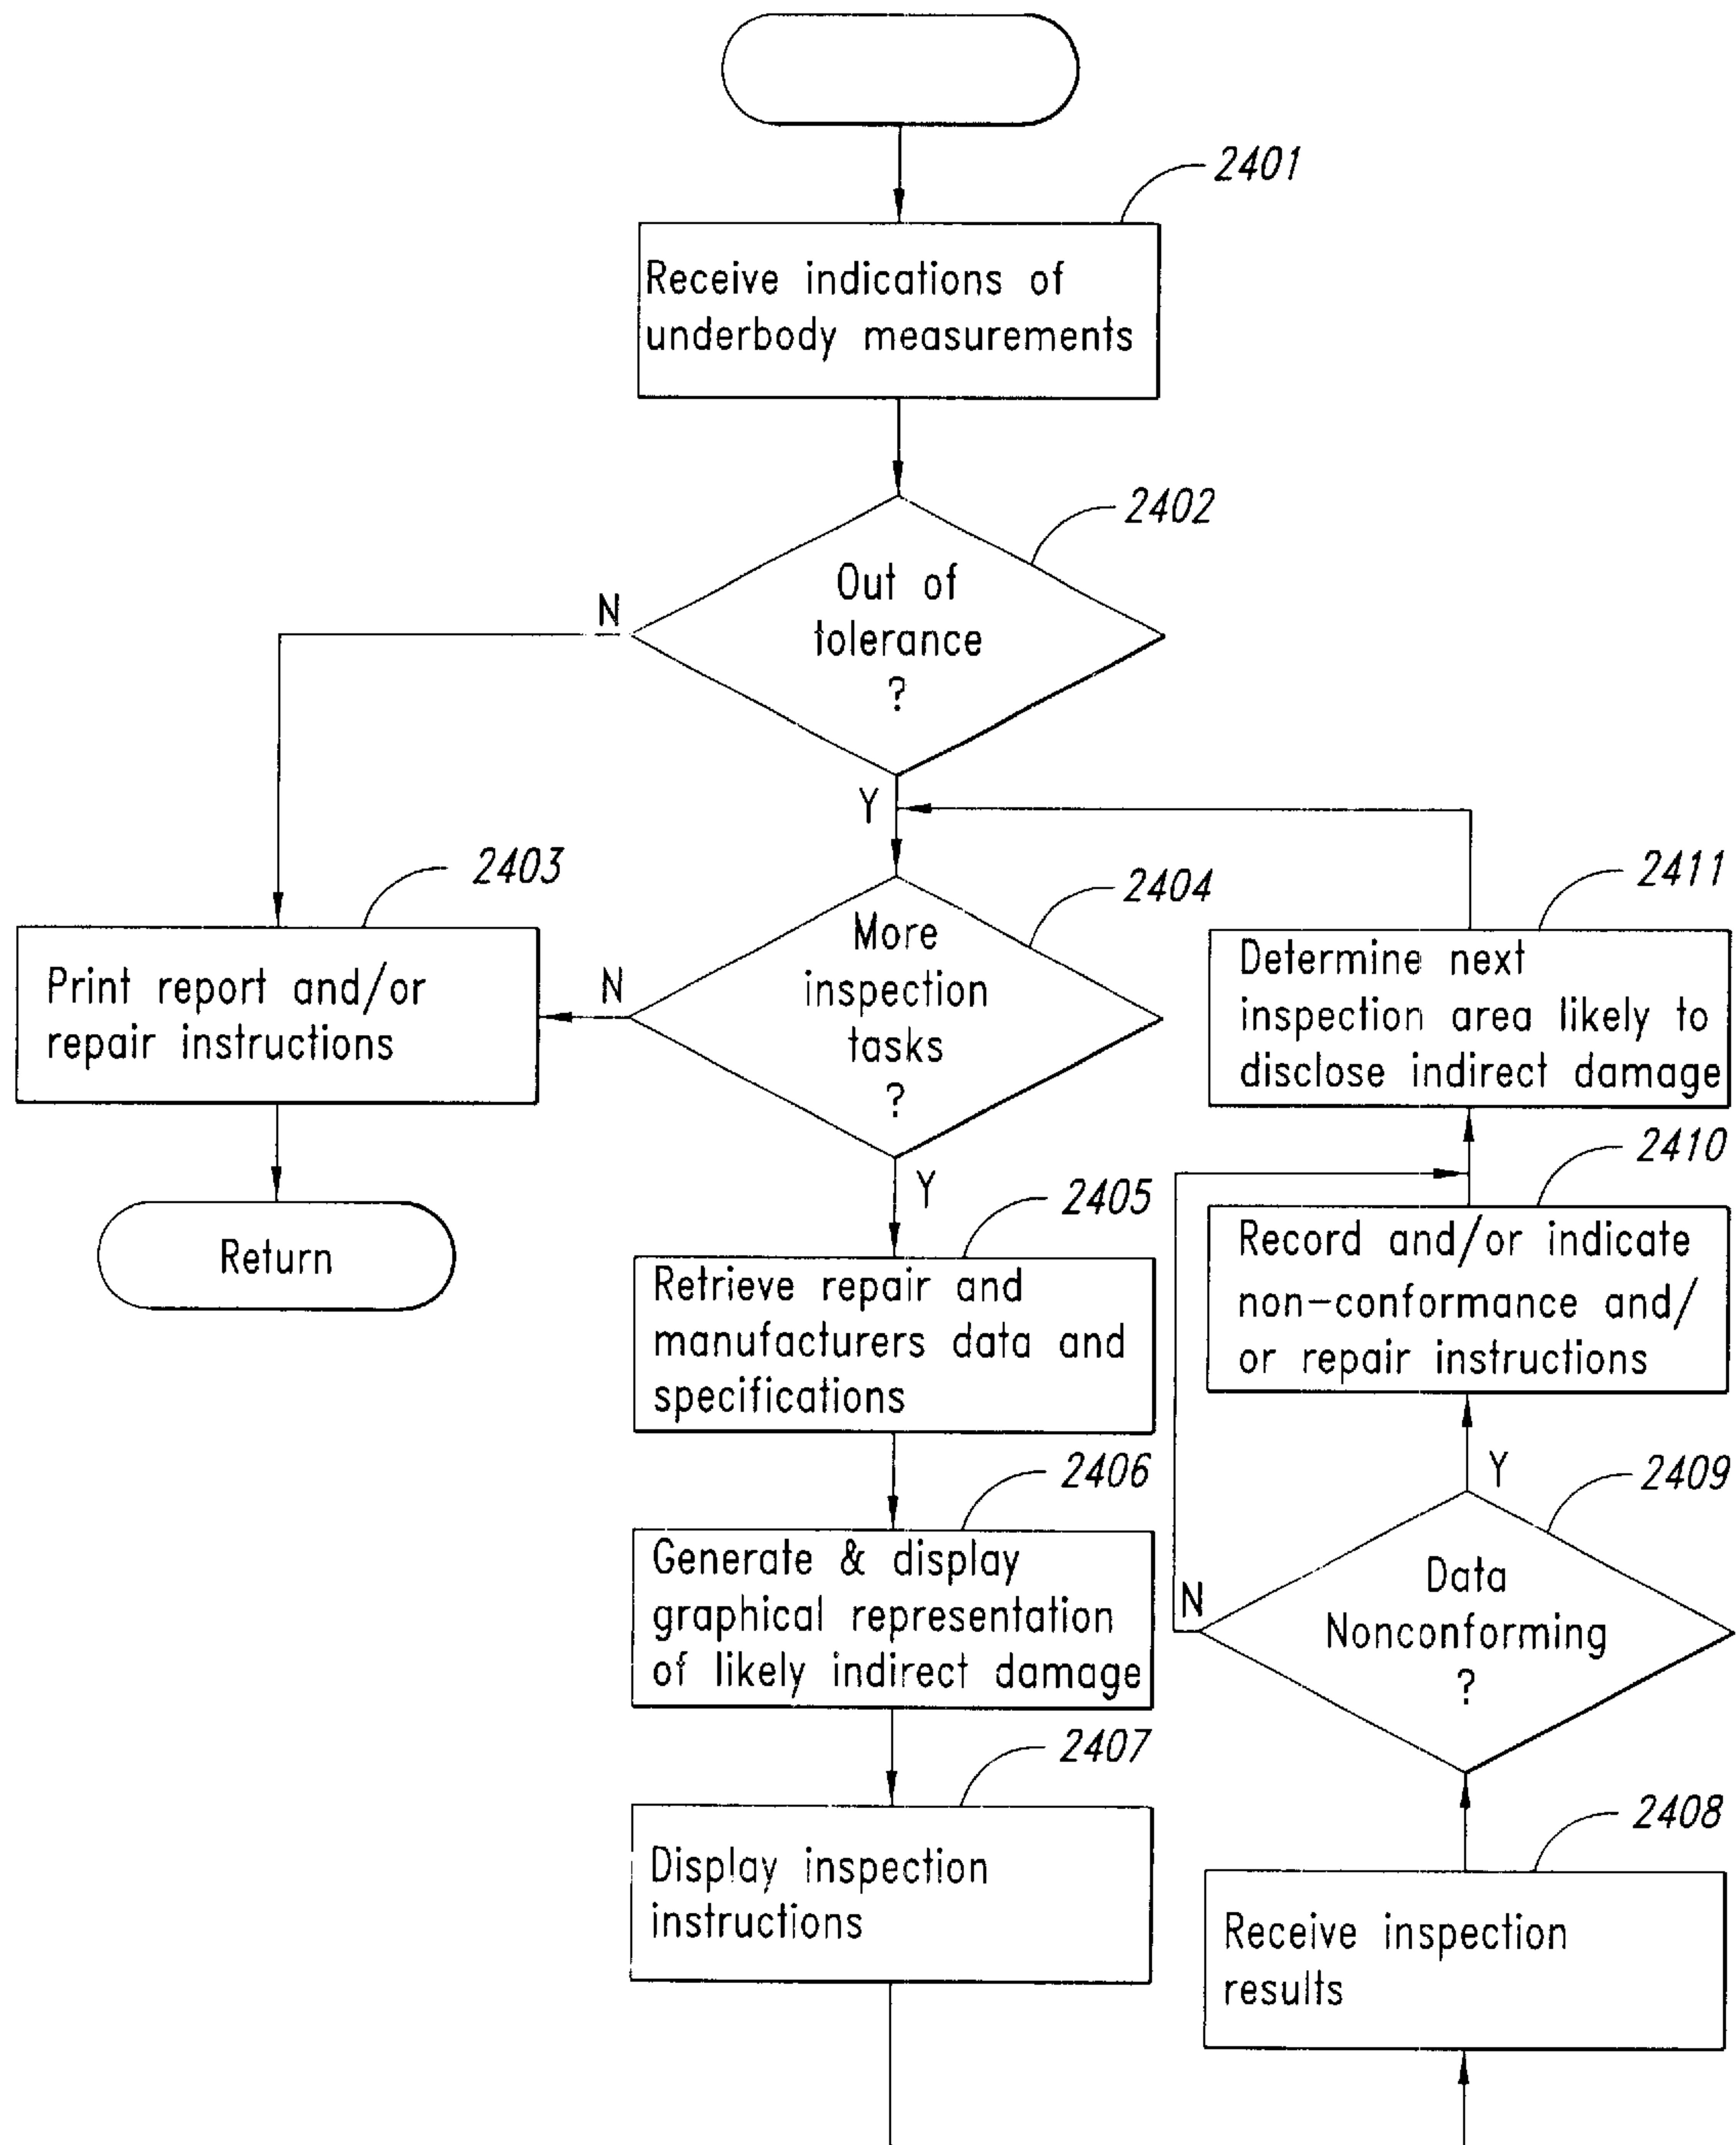 2401
Receive indications of
underbody measurements
2402
Out of
tolerance
?
N
Y
2403
Print report and/or
repair instructions
Return
2404
More
inspection
tasks
?
N
Y
2405
Retrieve repair and
manufacturers data and
specifications
2406
Generate & display
graphical representation
of likely indirect damage
2407
Display inspection
instructions
2408
Receive inspection
results
2409
Data
Nonconforming
?
N
Y
2410
Record and/or indicate
non-conformance and/
or repair instructions
2411
Determine next
inspection area likely to
disclose indirect damage